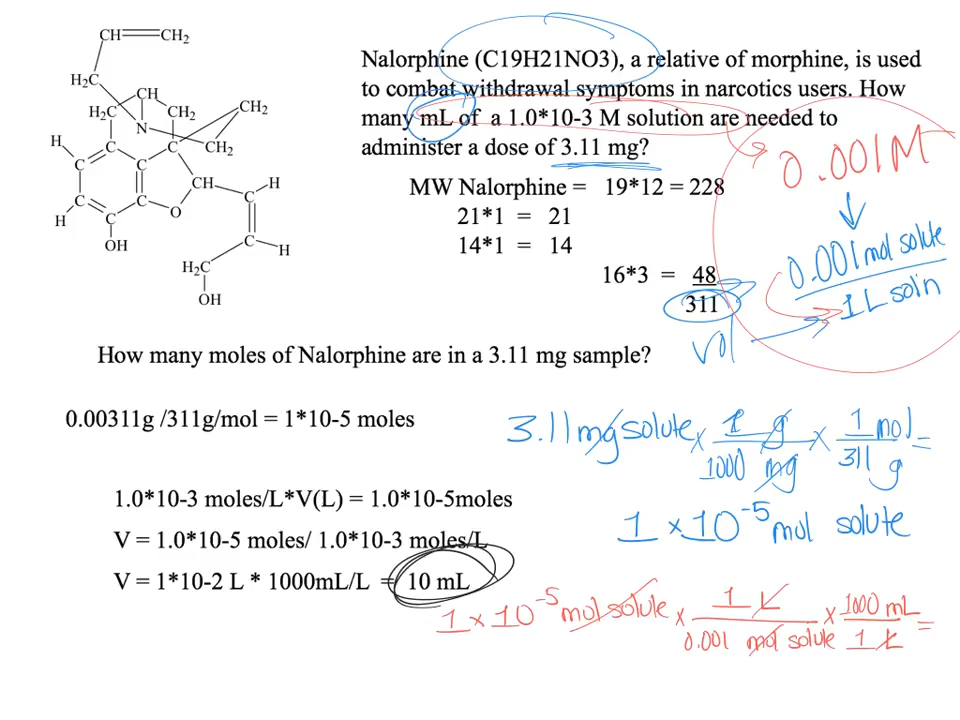 CH CH2
H2C
CH
H2C CH2 CH2
N
H
C C CH2
C C
CH H
C C O C
H C
OH C H
H2C
OH
Nalorphine (C19H21NO3), a relative of morphine, is used
to combat withdrawal symptoms in narcotics users. How
many mL of a 1.0*10-3 M solution are needed to
administer a dose of 3.11 mg?
0.001M
MW Nalorphine = 19*12 = 228
21*1 = 21
14*1 = 14
16*3 = 48
311
0.001 mol solute
1 L soln
vol
How many moles of Nalorphine are in a 3.11 mg sample?
0.00311g /311g/mol = 1*10-5 moles
3.11 mg solute x 1 g / 1000 mg x 1 mol / 311 g =
1 x 10-5 mol solute
1.0*10-3 moles/L*V(L) = 1.0*10-5moles
V = 1.0*10-5 moles/ 1.0*10-3 moles/L
V = 1*10-2 L * 1000mL/L = 10 mL
1 x 10-5 mol solute x 1 L / 0.001 mol solute x 1000 mL / 1 L =